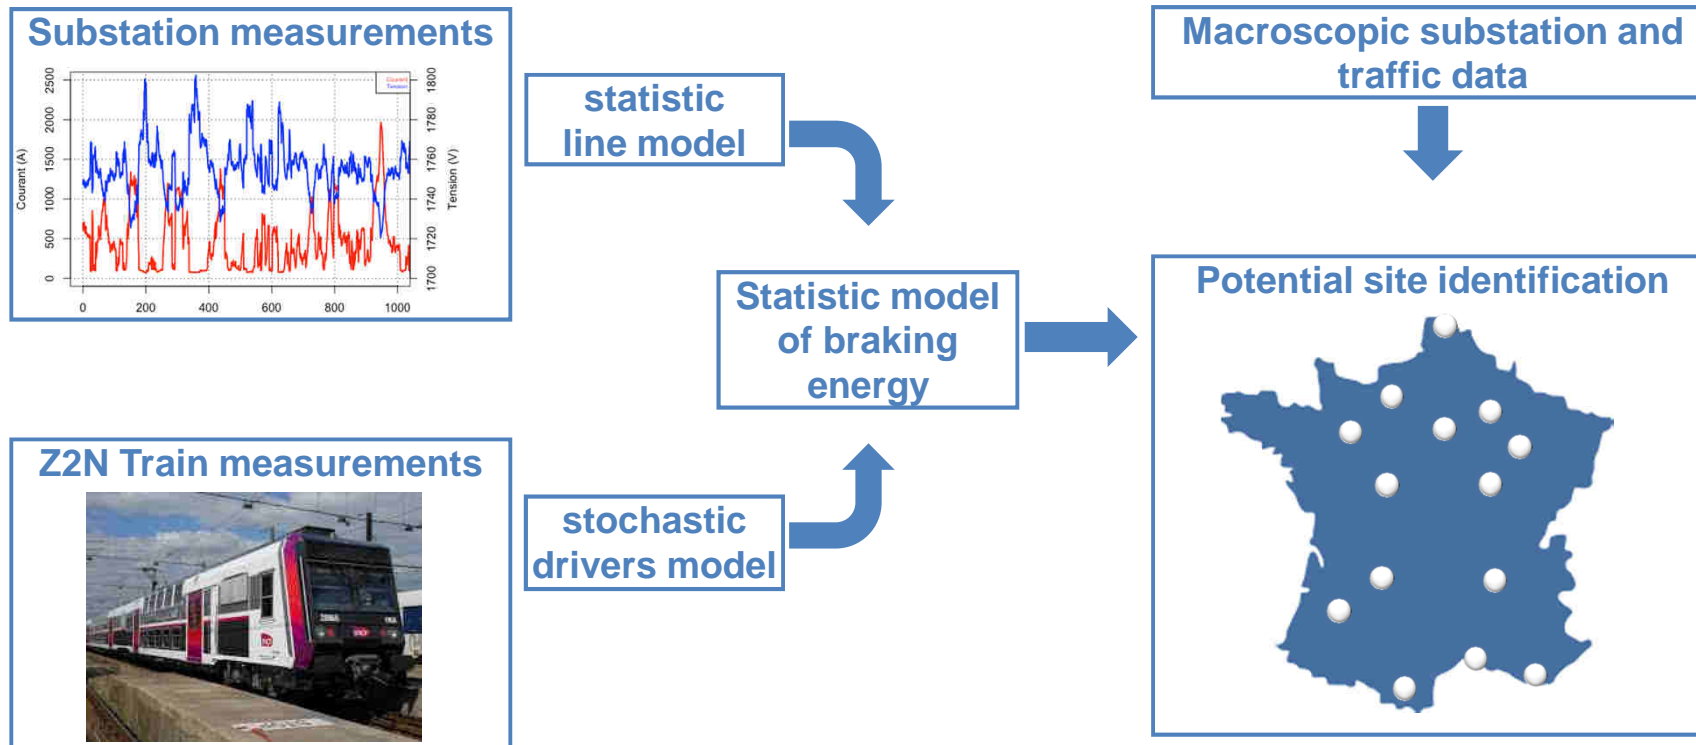 Substation measurements
Courant
Tension
Courant (A)
0
500
1000
1500
2000
2500
Tension (V)
1700
1720
1740
1760
1780
1800
0
200
400
600
800
1000
statistic
line model
Macroscopic substation and
traffic data
Statistic model
of braking
energy
Potential site identification
Z2N Train measurements
stochastic
drivers model